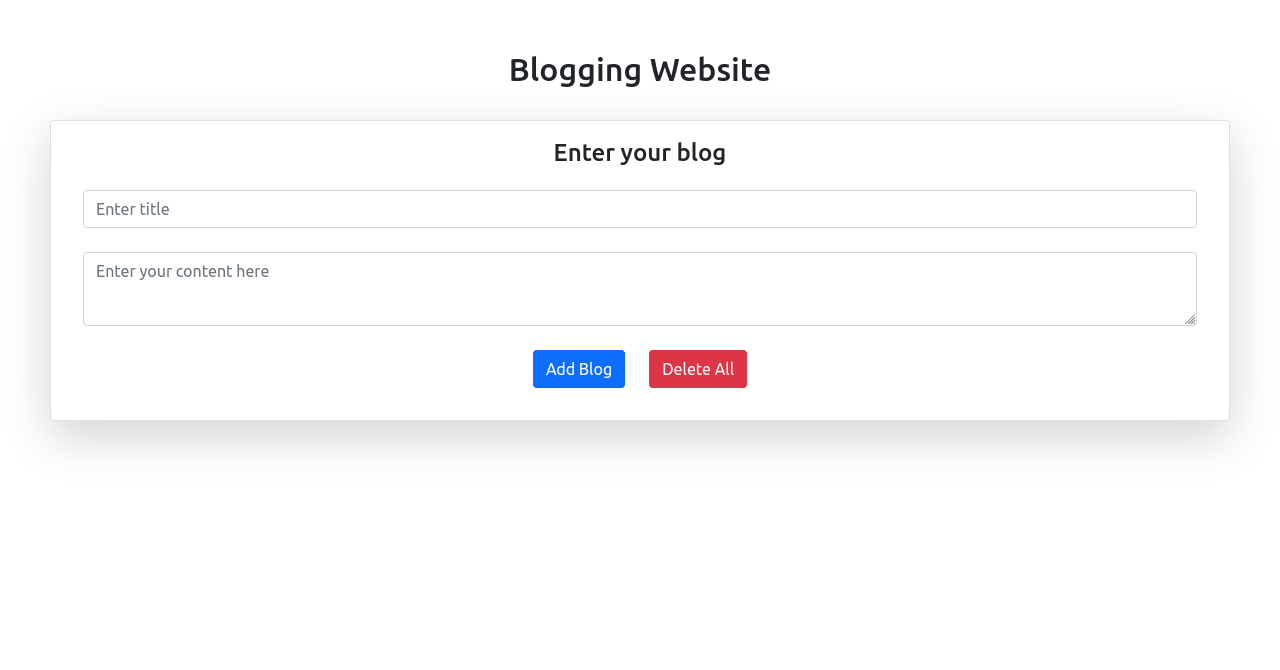 Blogging Website
Enter your blog
Enter title
Enter your content here
Add Blog Delete All